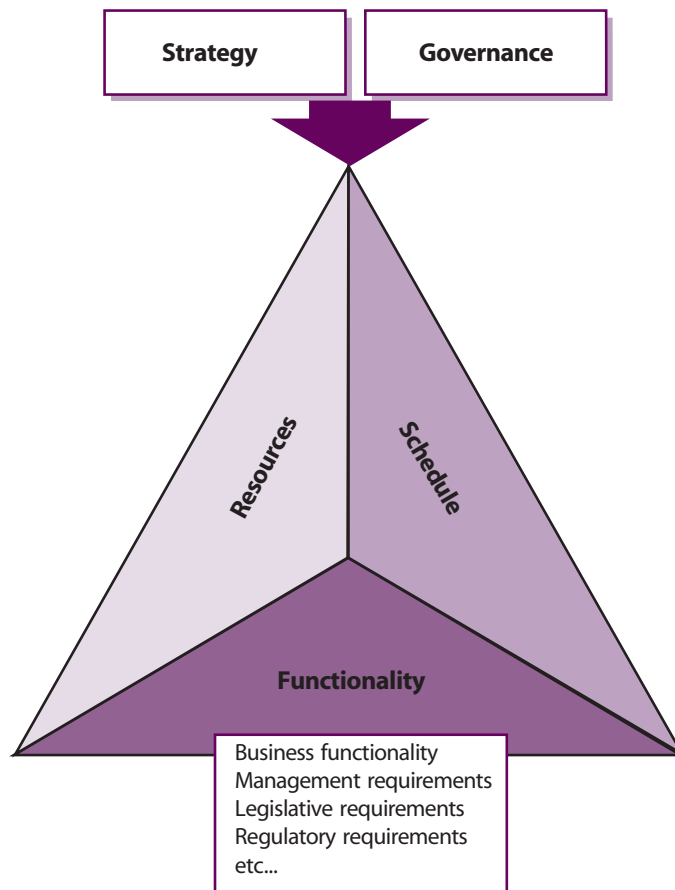 Strategy
Governance
Resources
Schedule
Functionality
Business functionality
Management requirements
Legislative requirements
Regulatory requirements
etc...